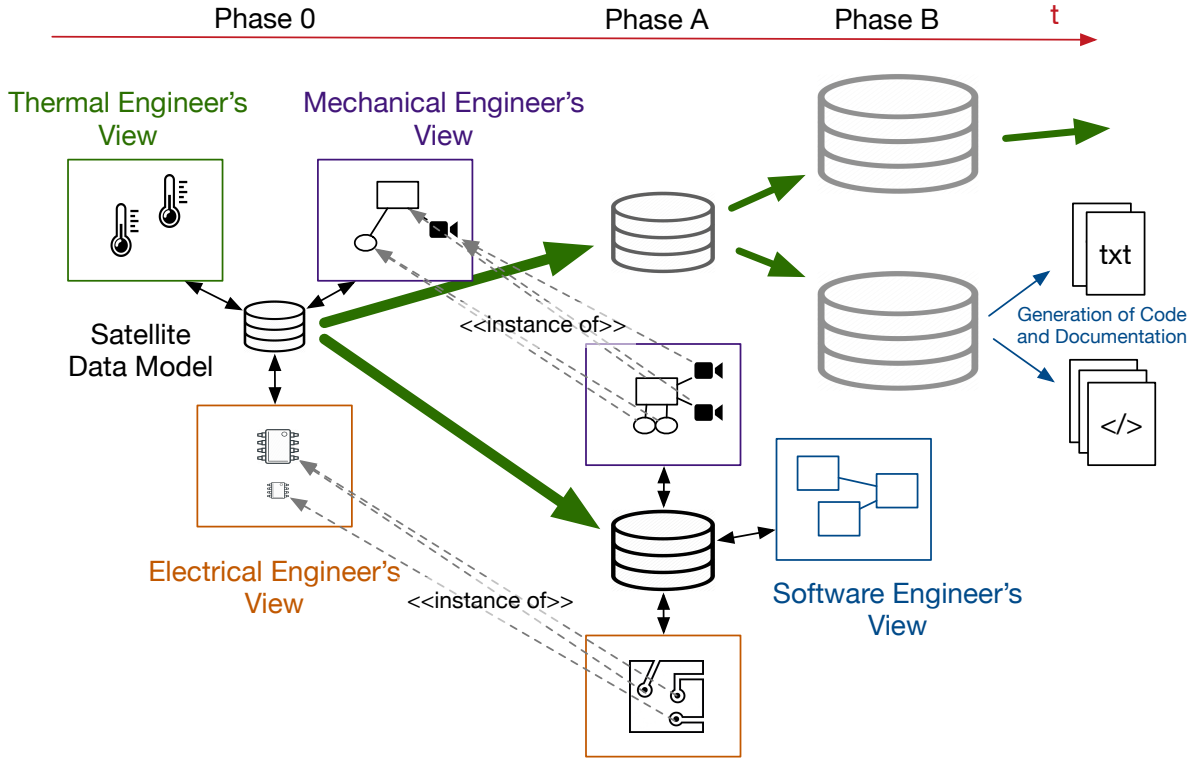 Phase 0
Phase A
Phase B
t
Thermal Engineer's
View
Mechanical Engineer's
View
txt
Generation of Code
and Documentation
<<instance of>>
Satellite
Data Model
</>
Electrical Engineer's
View
<<instance of>>
Software Engineer's
View